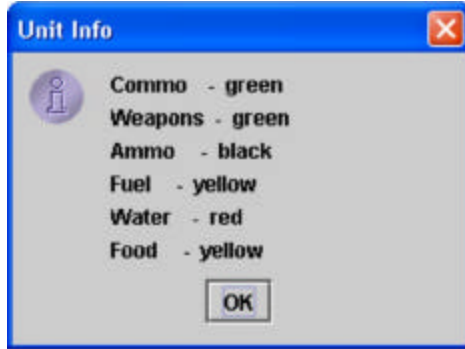 Unit Info
Commo - green
Weapons - green
Ammo - black
Fuel - yellow
Water - red
Food - yellow
OK